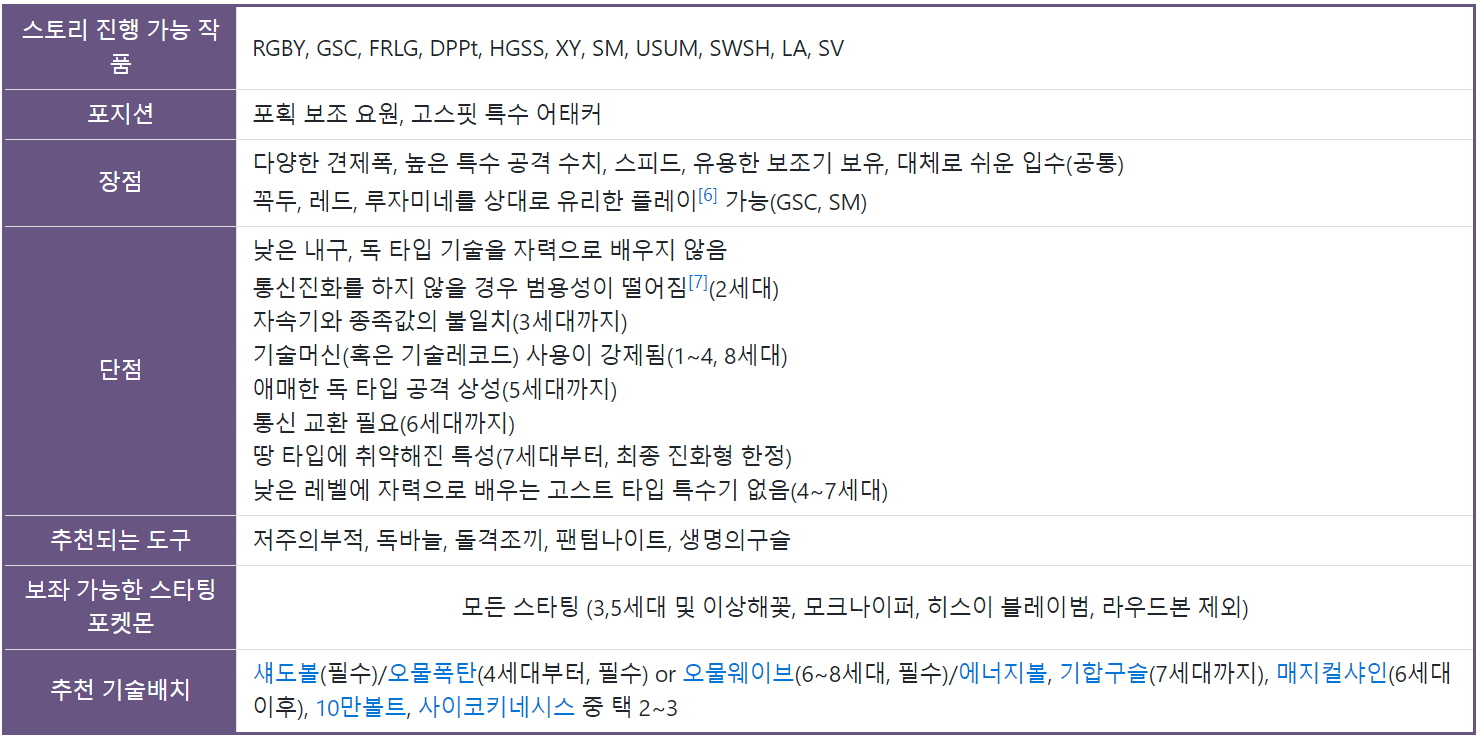 스토리 진행 가능 작
품
RGBY, GSC, FRLG, DPPt, HGSS, XY, SM, USUM, SWSH, LA, SV
포지션
포획 보조 요원, 고스핏 특수 어태커
장점
다양한 견제폭, 높은 특수 공격 수치, 스피드, 유용한 보조기 보유, 대체로 쉬운 입수(공통)
꼭두, 레드, 루자미네를 상대로 유리한 플레이[6] 가능(GSC, SM)
단점
낮은 내구, 독 타입 기술을 자력으로 배우지 않음
통신진화를 하지 않을 경우 범용성이 떨어짐[7](2세대)
자속기와 종족값의 불일치(3세대까지)
기술머신(혹은 기술레코드) 사용이 강제됨(1~4, 8세대)
애매한 독 타입 공격 상성(5세대까지)
통신 교환 필요(6세대까지)
땅 타입에 취약해진 특성(7세대부터, 최종 진화형 한정)
낮은 레벨에 자력으로 배우는 고스트 타입 특수기 없음(4~7세대)
추천되는 도구
저주의부적, 독바늘, 돌격조끼, 팬텀나이트, 생명의구슬
보좌 가능한 스타팅
포켓몬
모든 스타팅 (3,5세대 및 이상해꽃, 모크나이퍼, 히스이 블레이범, 라우드본 제외)
추천 기술배치
섀도볼(필수)/오물폭탄(4세대부터, 필수) or 오물웨이브(6~8세대, 필수)/에너지볼, 기합구슬(7세대까지), 매지컬샤인(6세대
이후), 10만볼트, 사이코키네시스 중 택 2~3